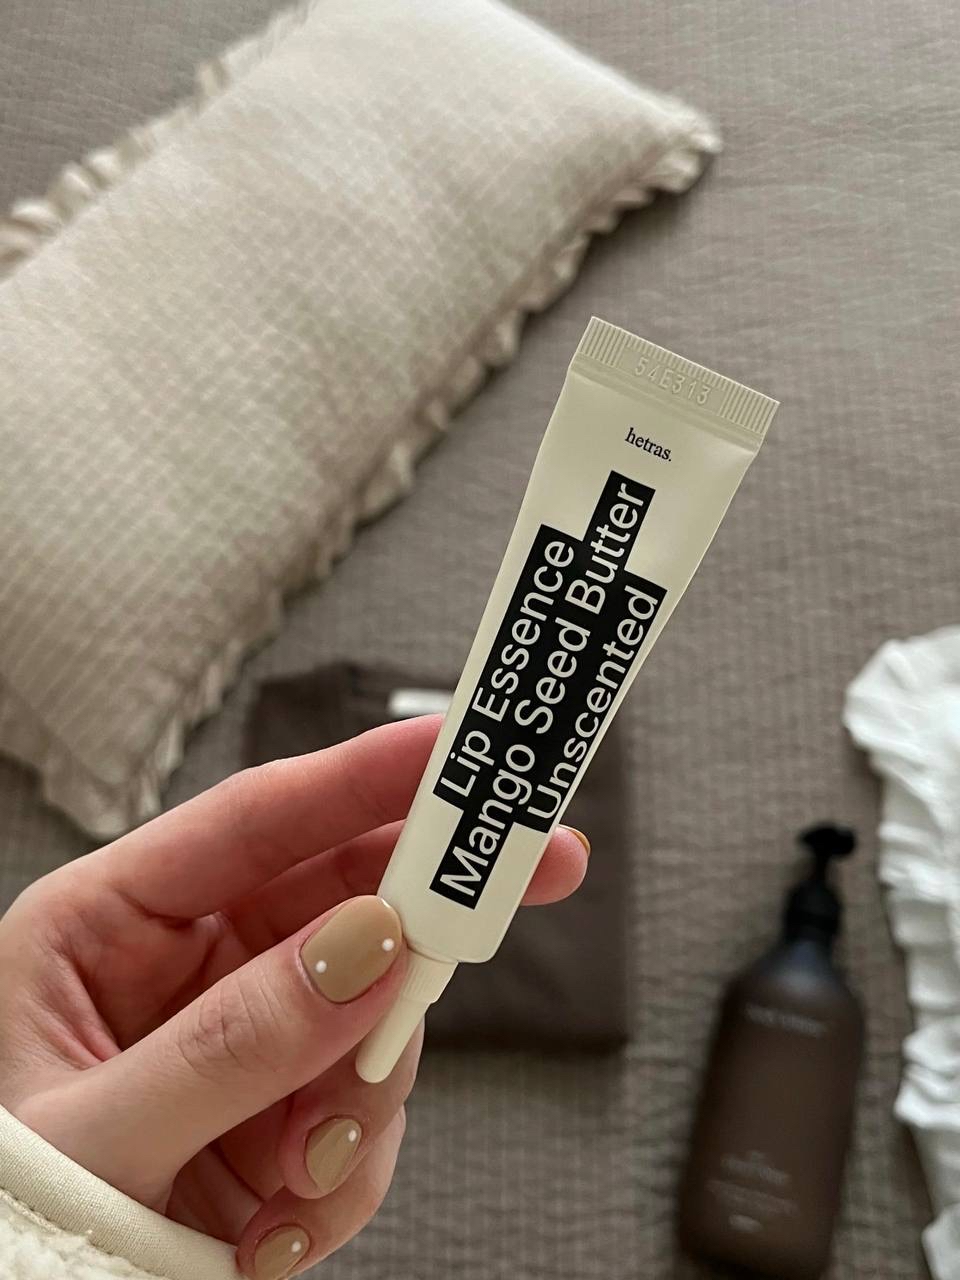 54E313
hetras.
Lip Essence
Mango Seed Butter
Unscented